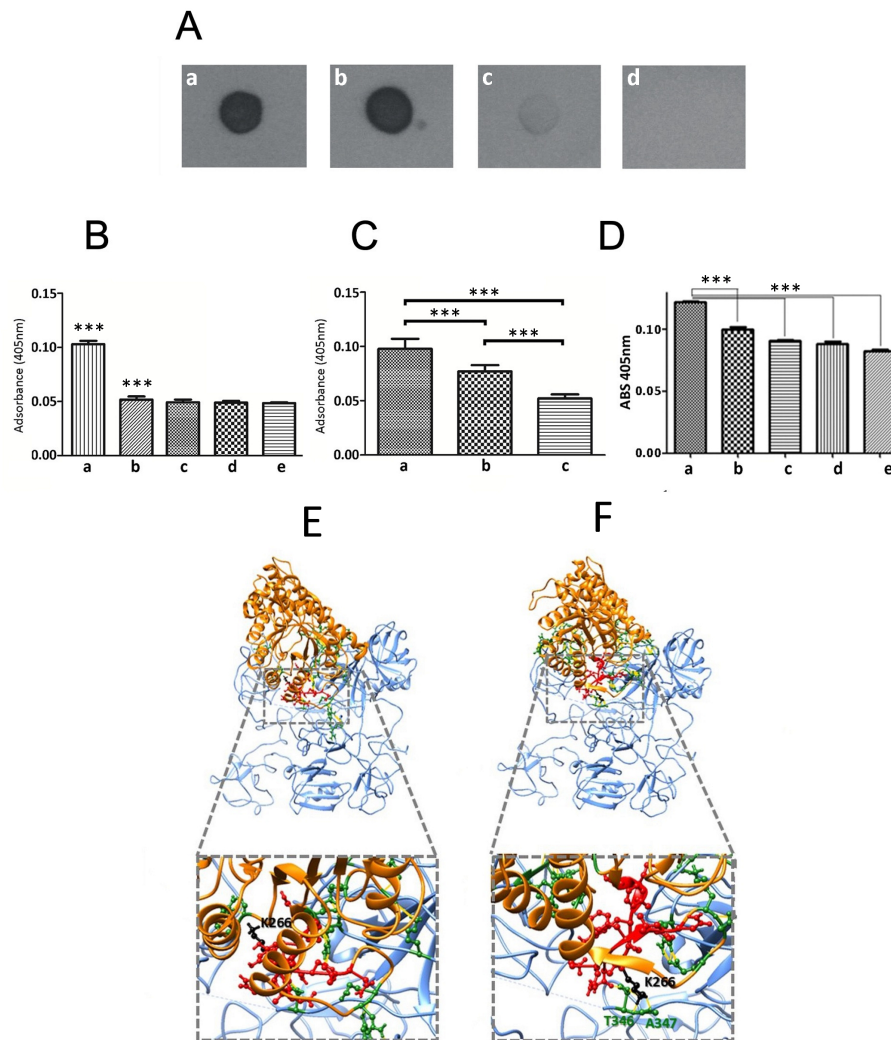 A
a b c d
B C D
Adsorbance (405nm)
0.15
0.10
0.05
0.00
***
***
a b c d e
Adsorbance (405nm)
0.15
0.10
0.05
0.00
***
***
***
a b c
ABS 405nm
0.10
0.05
0.00
***
***
a b c d e
E F
K266
K266
T346 A347